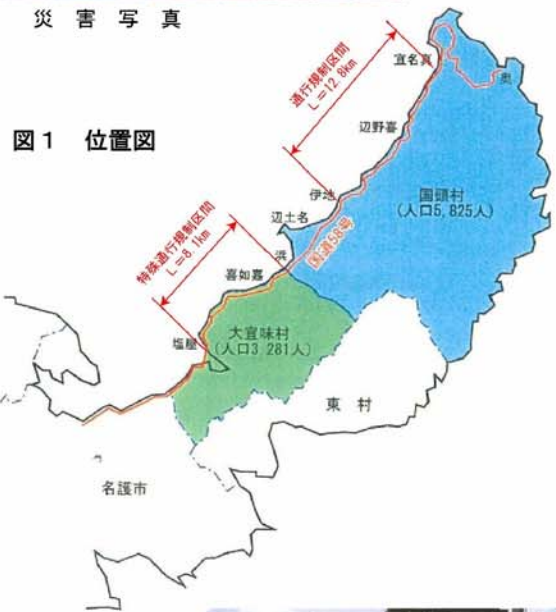 災害写真
図1 位置図
通行規制区間
L=12.8km
宜名真
奥
辺野喜
伊地
国頭村
(人口5,825人)
辺土名
国道58号
特殊通行規制区間
L=8.1km
浜
喜如嘉
塩屋
大宜味村
(人口3,281人)
東村
名護市